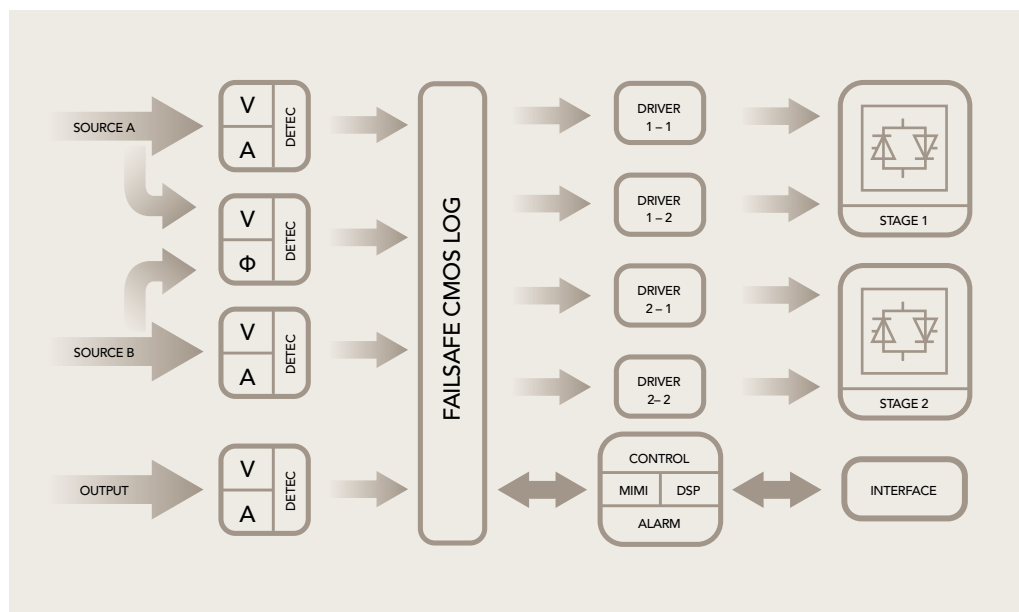 SOURCE A
V
A
DETEC
V
Φ
DETEC
SOURCE B
V
A
DETEC
OUTPUT
V
A
DETEC
FAILSAFE CMOS LOG
DRIVER
1 – 1
DRIVER
1 – 2
DRIVER
2 – 1
DRIVER
2– 2
CONTROL
MIMI
DSP
ALARM
STAGE 1
STAGE 2
INTERFACE